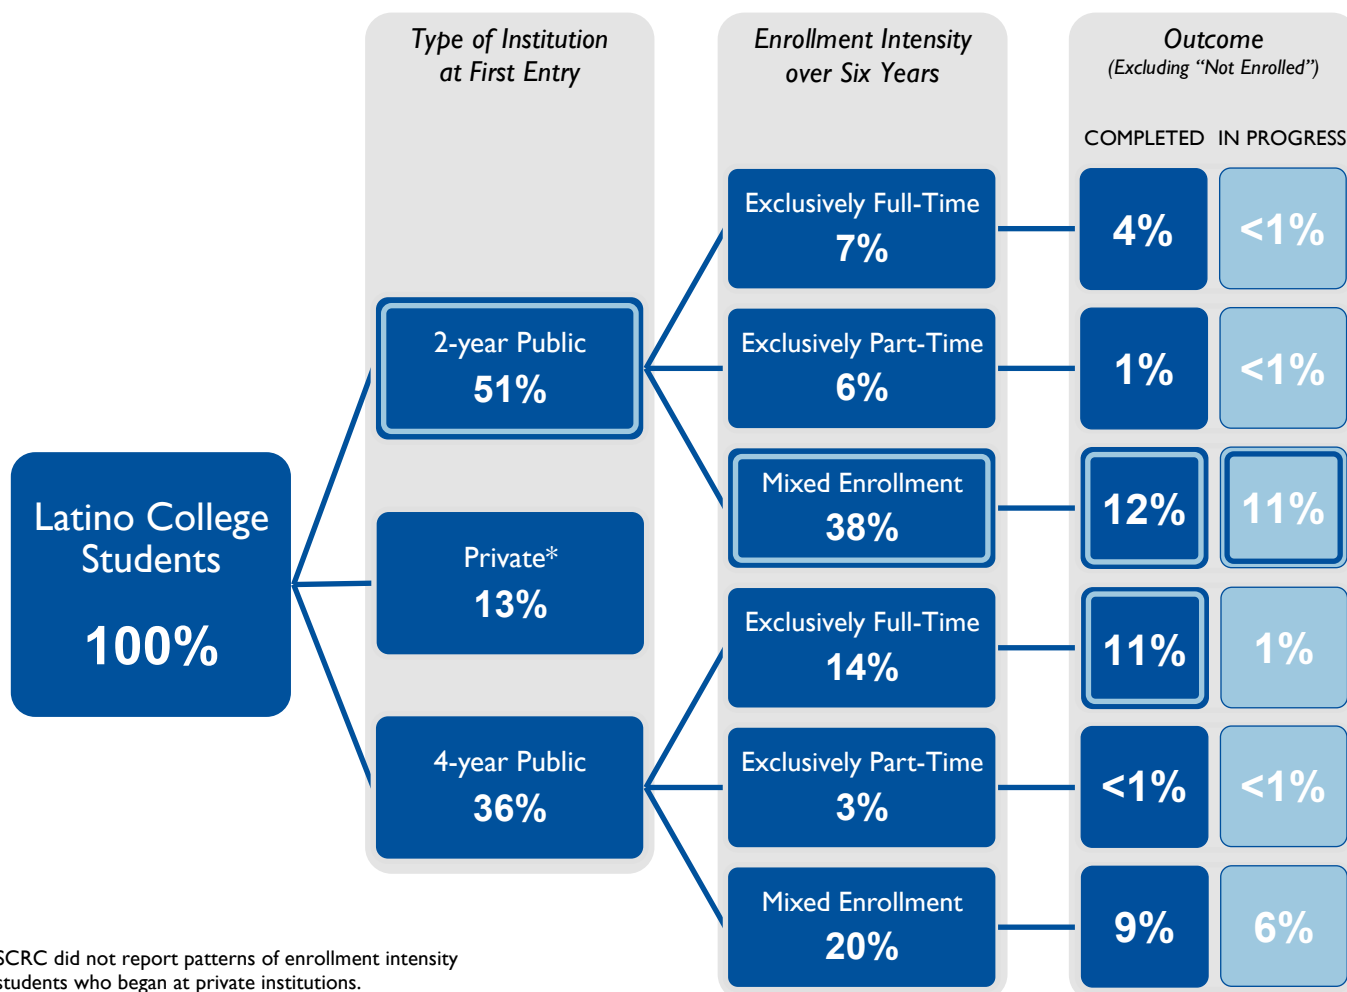 Type of Institution
at First Entry
Enrollment Intensity
over Six Years
Outcome
(Excluding “Not Enrolled”)
COMPLETED IN PROGRESS
Latino College
Students
100%
2-year Public
51%
Private*
13%
4-year Public
36%
Exclusively Full-Time
7%
4% <1%
Exclusively Part-Time
6%
1% <1%
Mixed Enrollment
38%
12% 11%
Exclusively Full-Time
14%
11% 1%
Exclusively Part-Time
3%
<1% <1%
Mixed Enrollment
20%
9% 6%
SCRC did not report patterns of enrollment intensity
students who began at private institutions.